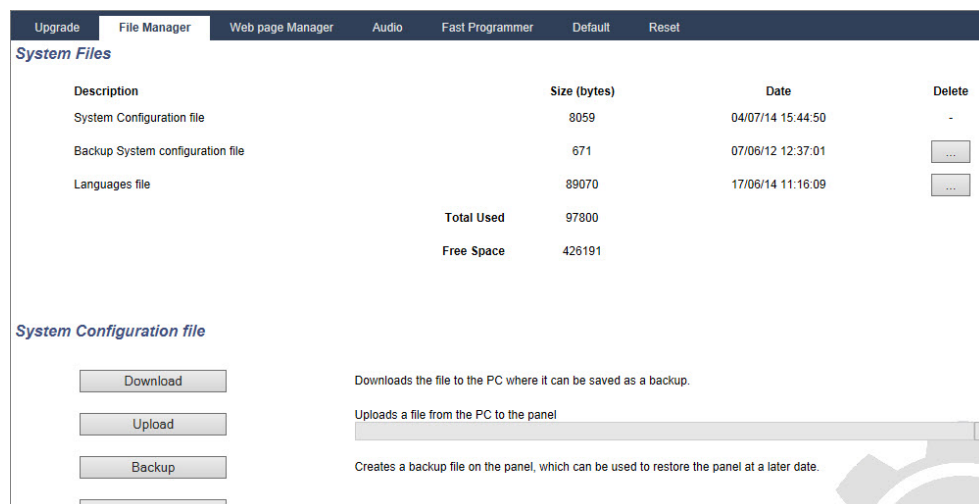 Upgrade File Manager Web page Manager Audio Fast Programmer Default Reset
System Files
Description Size (bytes) Date Delete
System Configuration file 8059 04/07/14 15:44:50 -
Backup System configuration file 671 07/06/12 12:37:01 ...
Languages file 89070 17/06/14 11:16:09 ...
Total Used 97800
Free Space 426191
System Configuration file
Download Downloads the file to the PC where it can be saved as a backup.
Uploads a file from the PC to the panel
Upload
Backup Creates a backup file on the panel, which can be used to restore the panel at a later date.